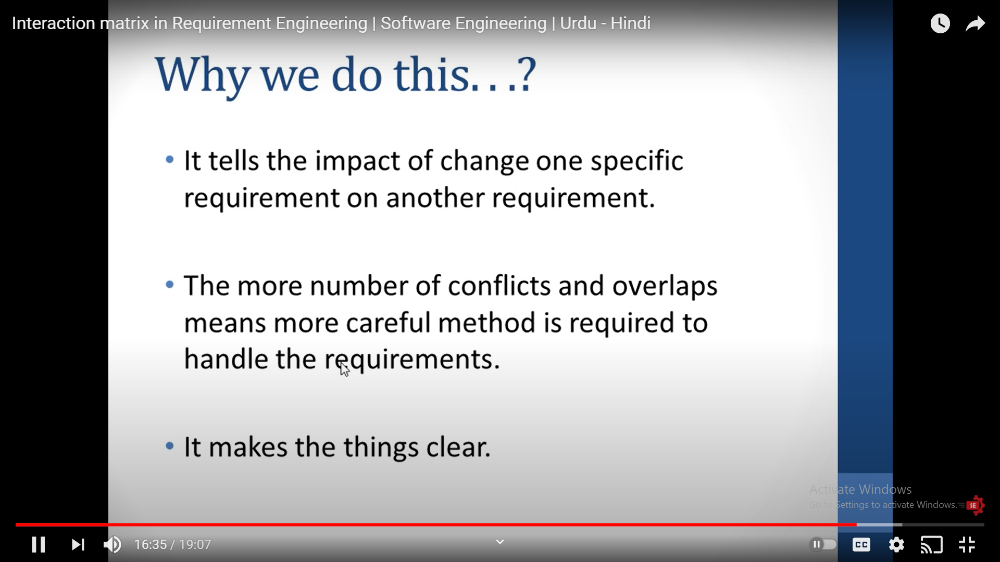 Interaction matrix in Requirement Engineering | Software Engineering | Urdu - Hindi
Why we do this. . .?
• It tells the impact of change one specific
requirement on another requirement.
• The more number of conflicts and overlaps
means more careful method is required to
handle the requirements.
• It makes the things clear.
Activate Windows
Go to Settings to activate Windows.
SE
16:35 / 19:07
CC